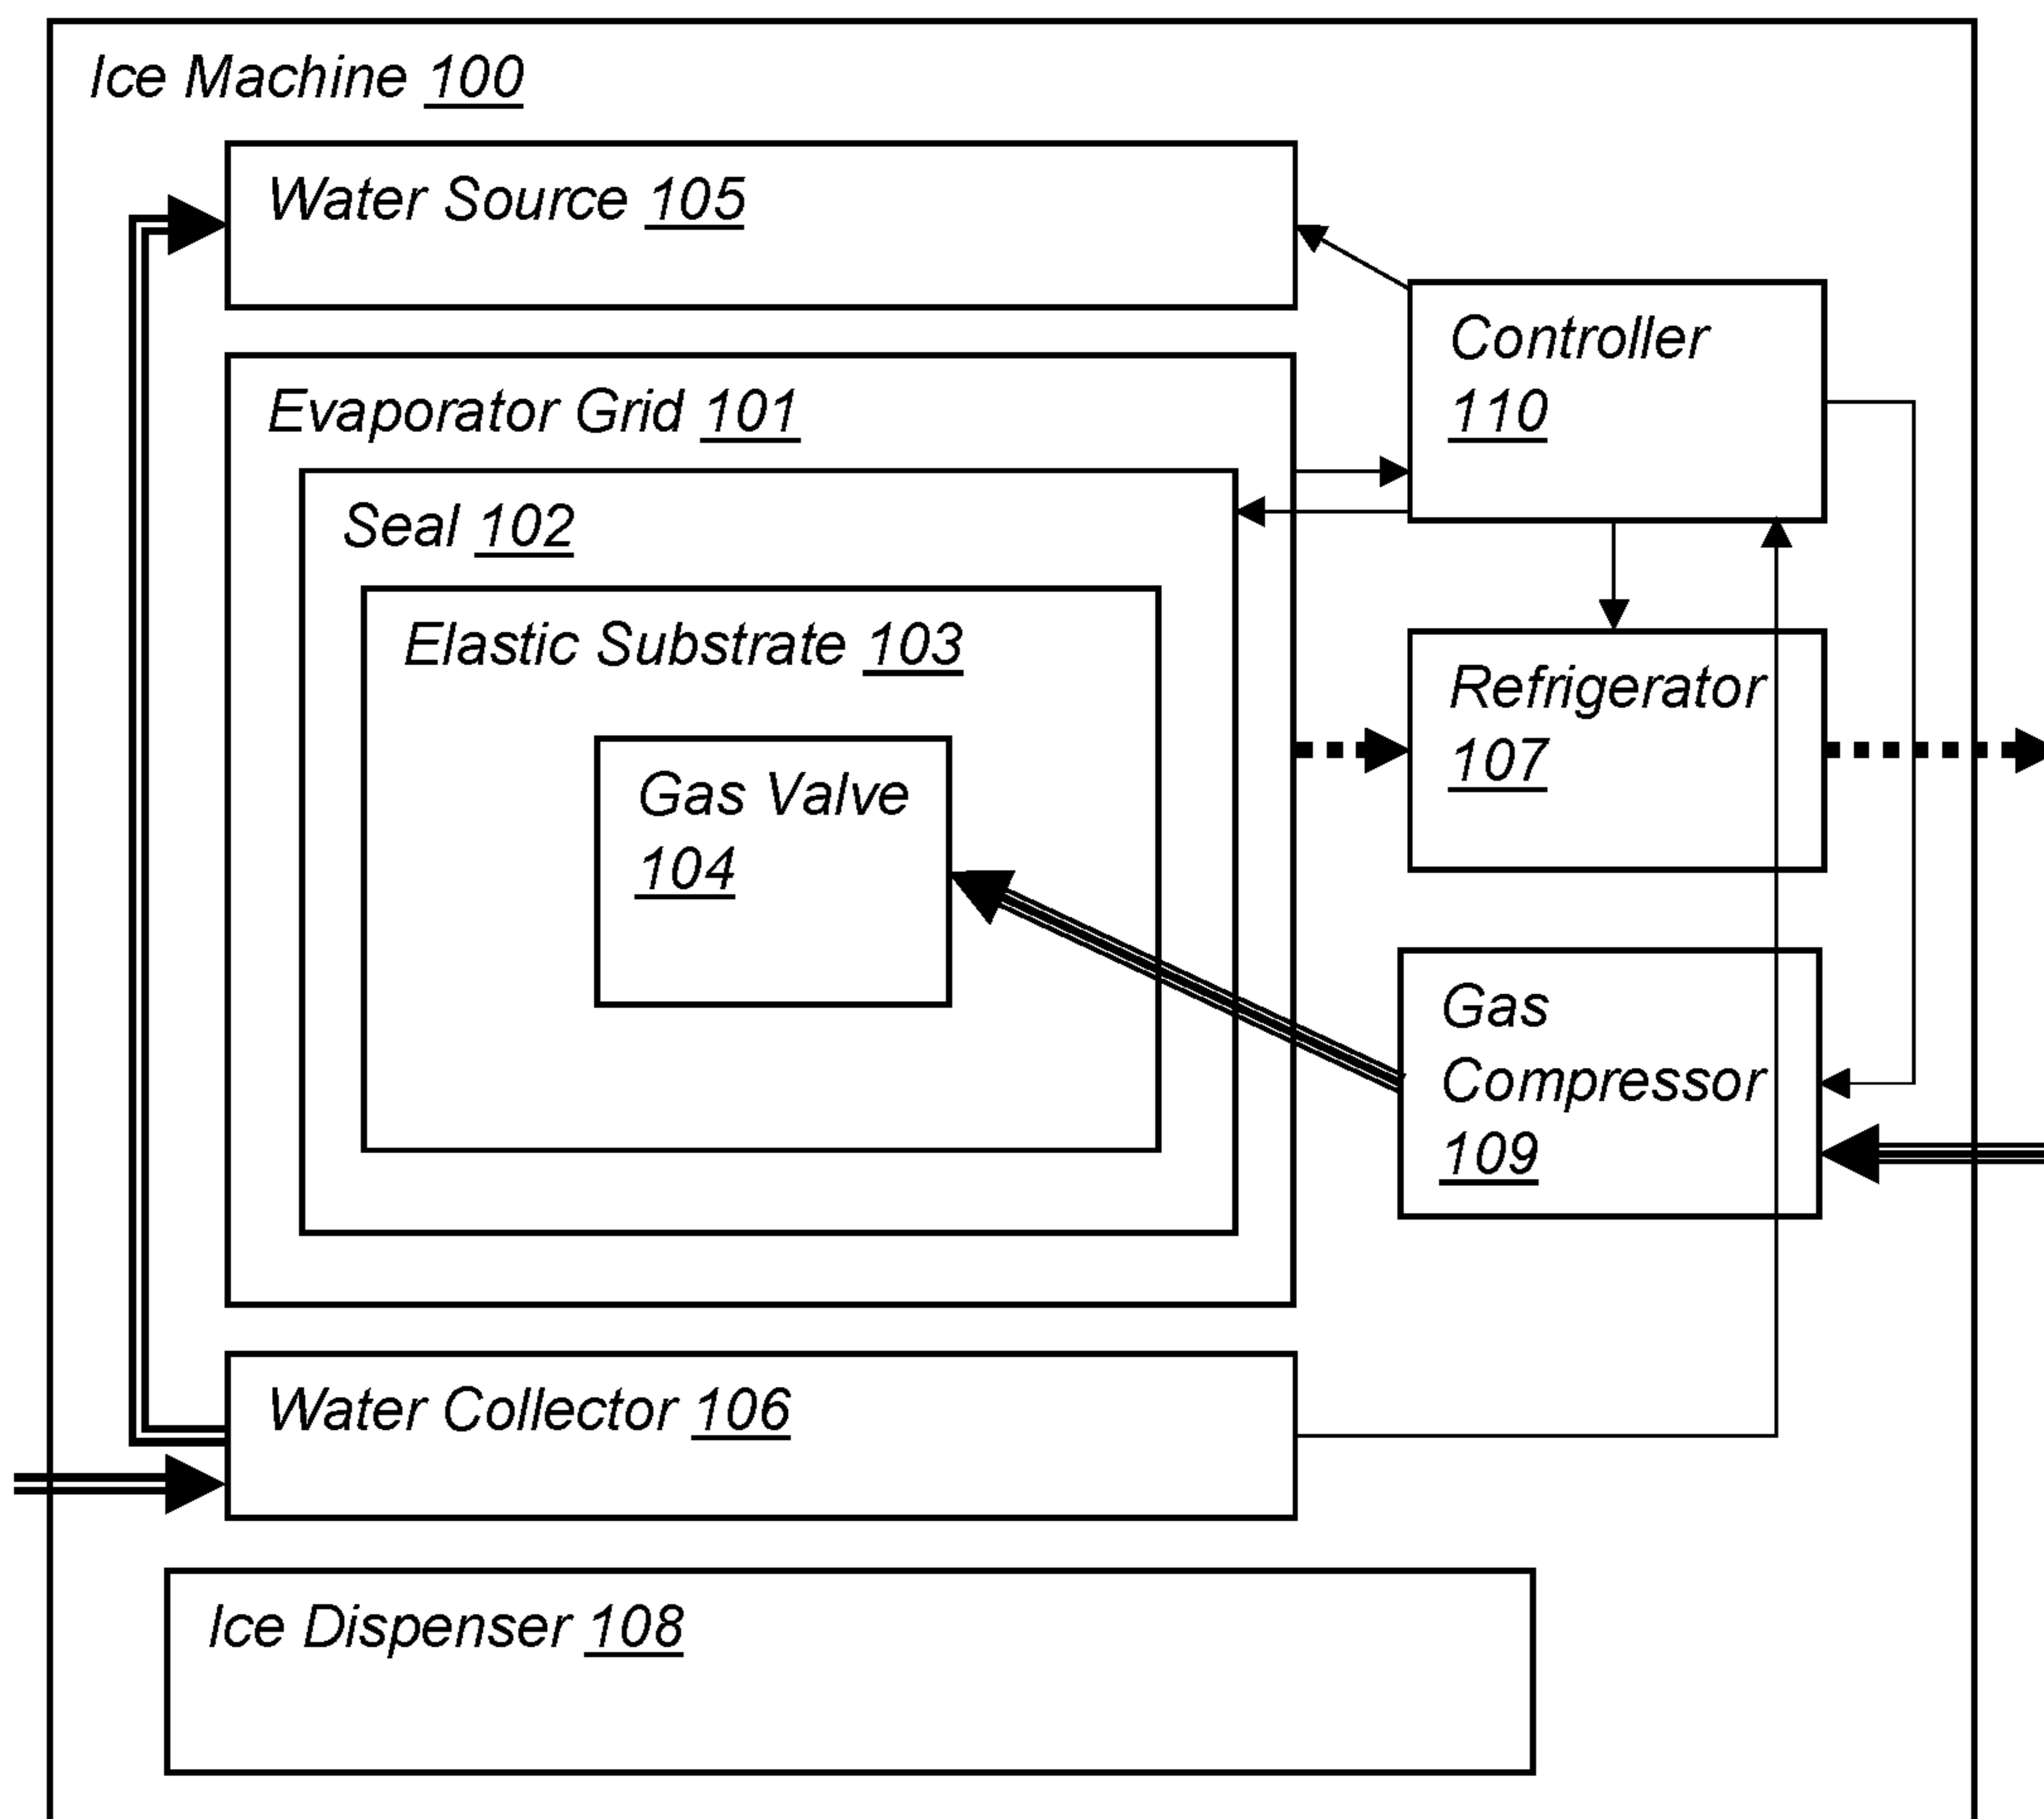 Ice Machine 100
Water Source 105
Controller
110
Evaporator Grid 101
Seal 102
Elastic Substrate 103
Refrigerator
107
Gas Valve
104
Gas
Compressor
109
Water Collector 106
Ice Dispenser 108